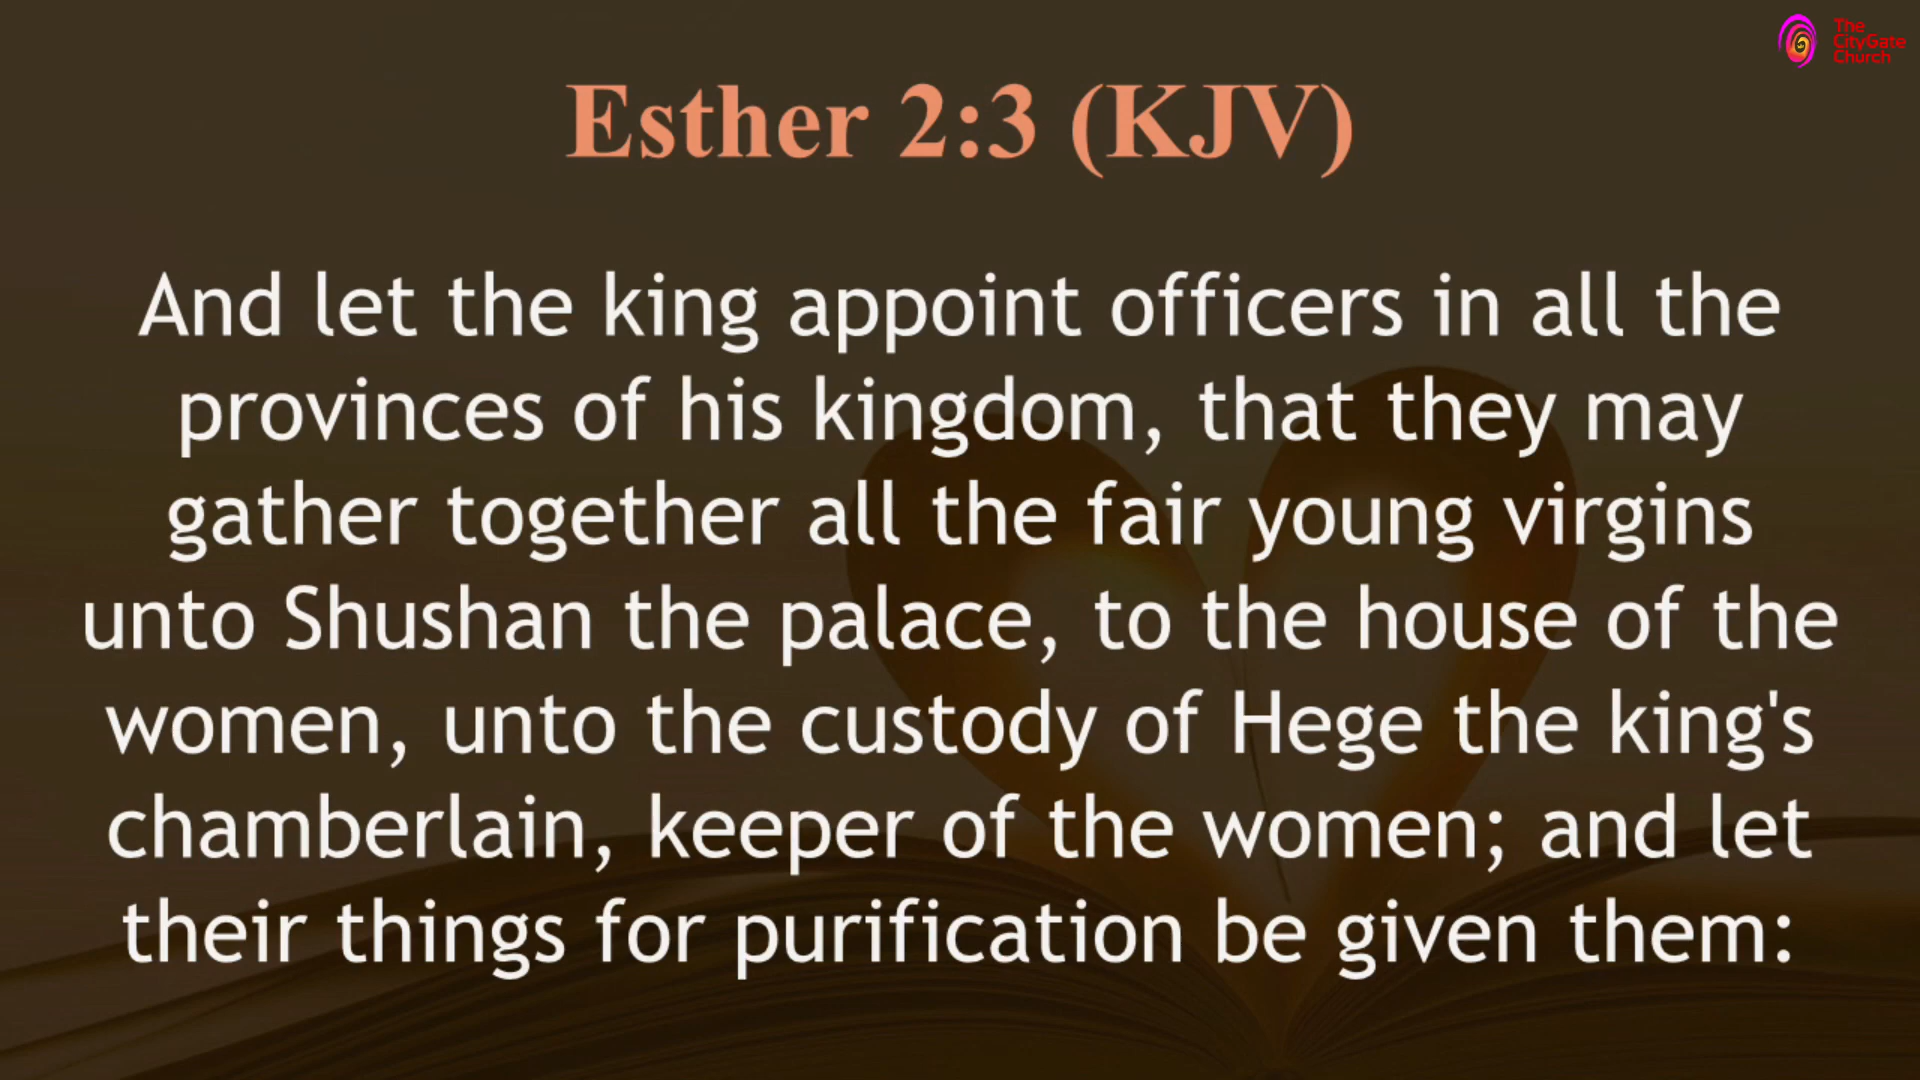 The
CityGate
Church
Esther 2:3 (KJV)
And let the king appoint officers in all the
provinces of his kingdom, that they may
gather together all the fair young virgins
unto Shushan the palace, to the house of the
women, unto the custody of Hege the king's
chamberlain, keeper of the women; and let
their things for purification be given them: